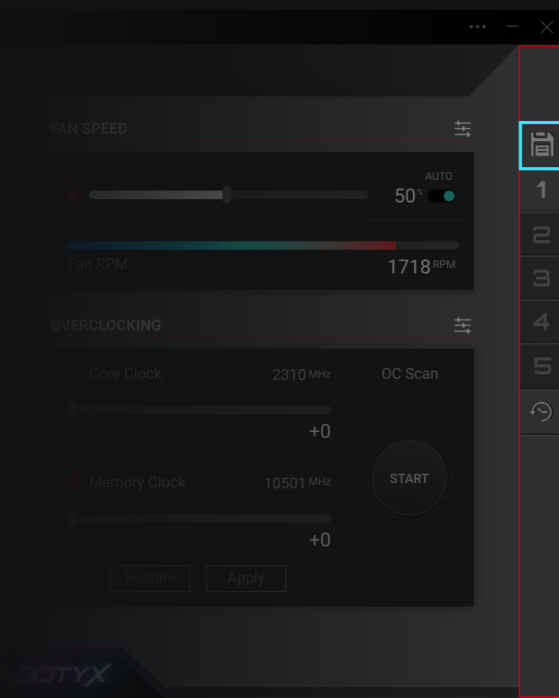 FAN SPEED
AUTO
50 %
Fan RPM
1718 RPM
1
2
3
4
5
OVERCLOCKING
Core Clock 2310 MHz
OC Scan
+0
Memory Clock 10501 MHz
START
+0
Restore Apply
OCITYX